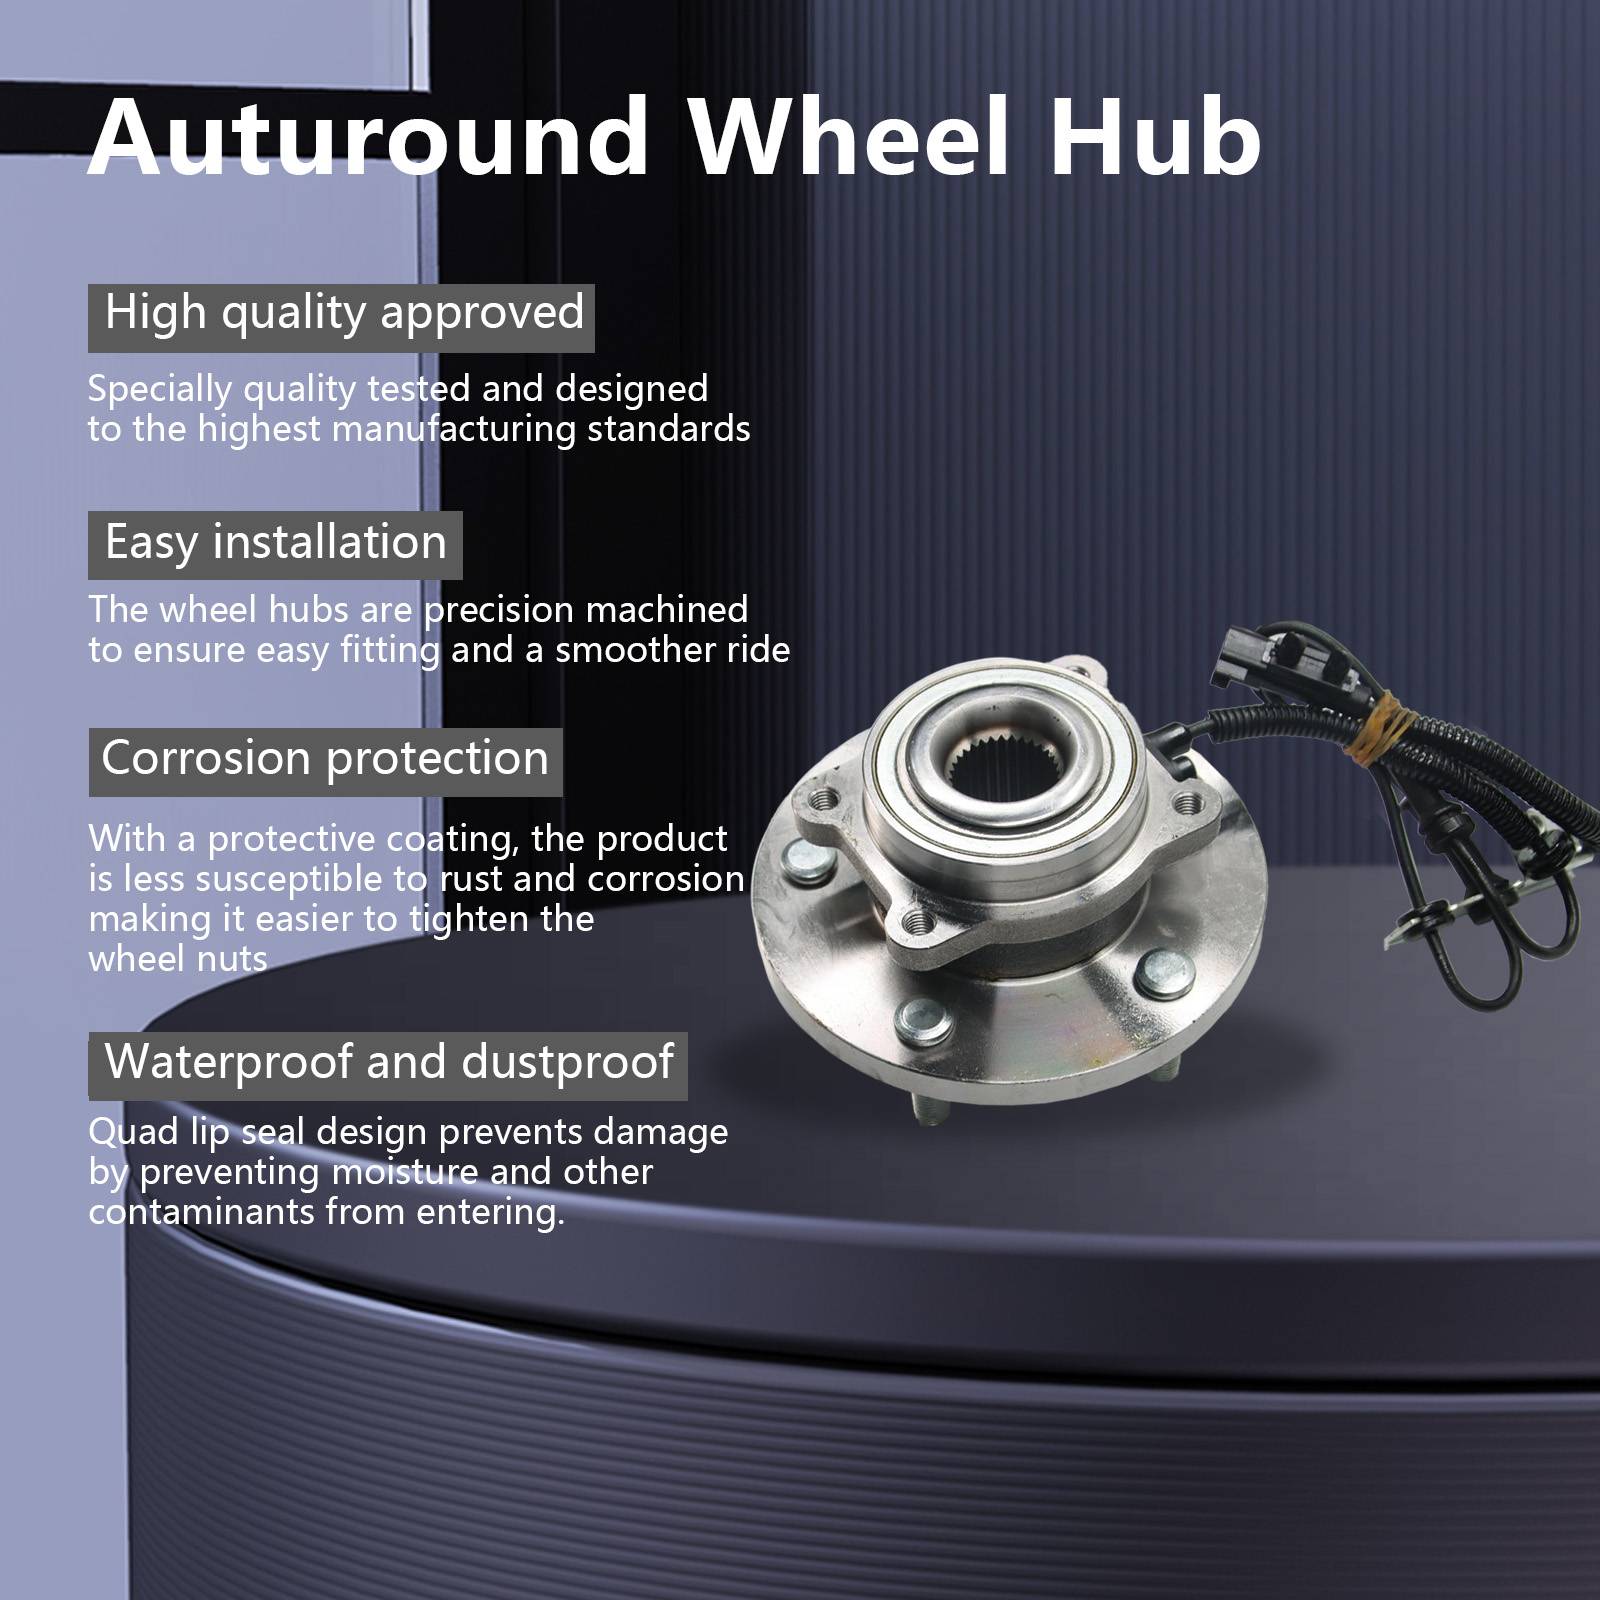 Auturound Wheel Hub
High quality approved
Specially quality tested and designed
to the highest manufacturing standards
Easy installation
The wheel hubs are precision machined
to ensure easy fitting and a smoother ride
Corrosion protection
With a protective coating, the product
is less susceptible to rust and corrosion
making it easier to tighten the
wheel nuts
Waterproof and dustproof
Quad lip seal design prevents damage
by preventing moisture and other
contaminants from entering.